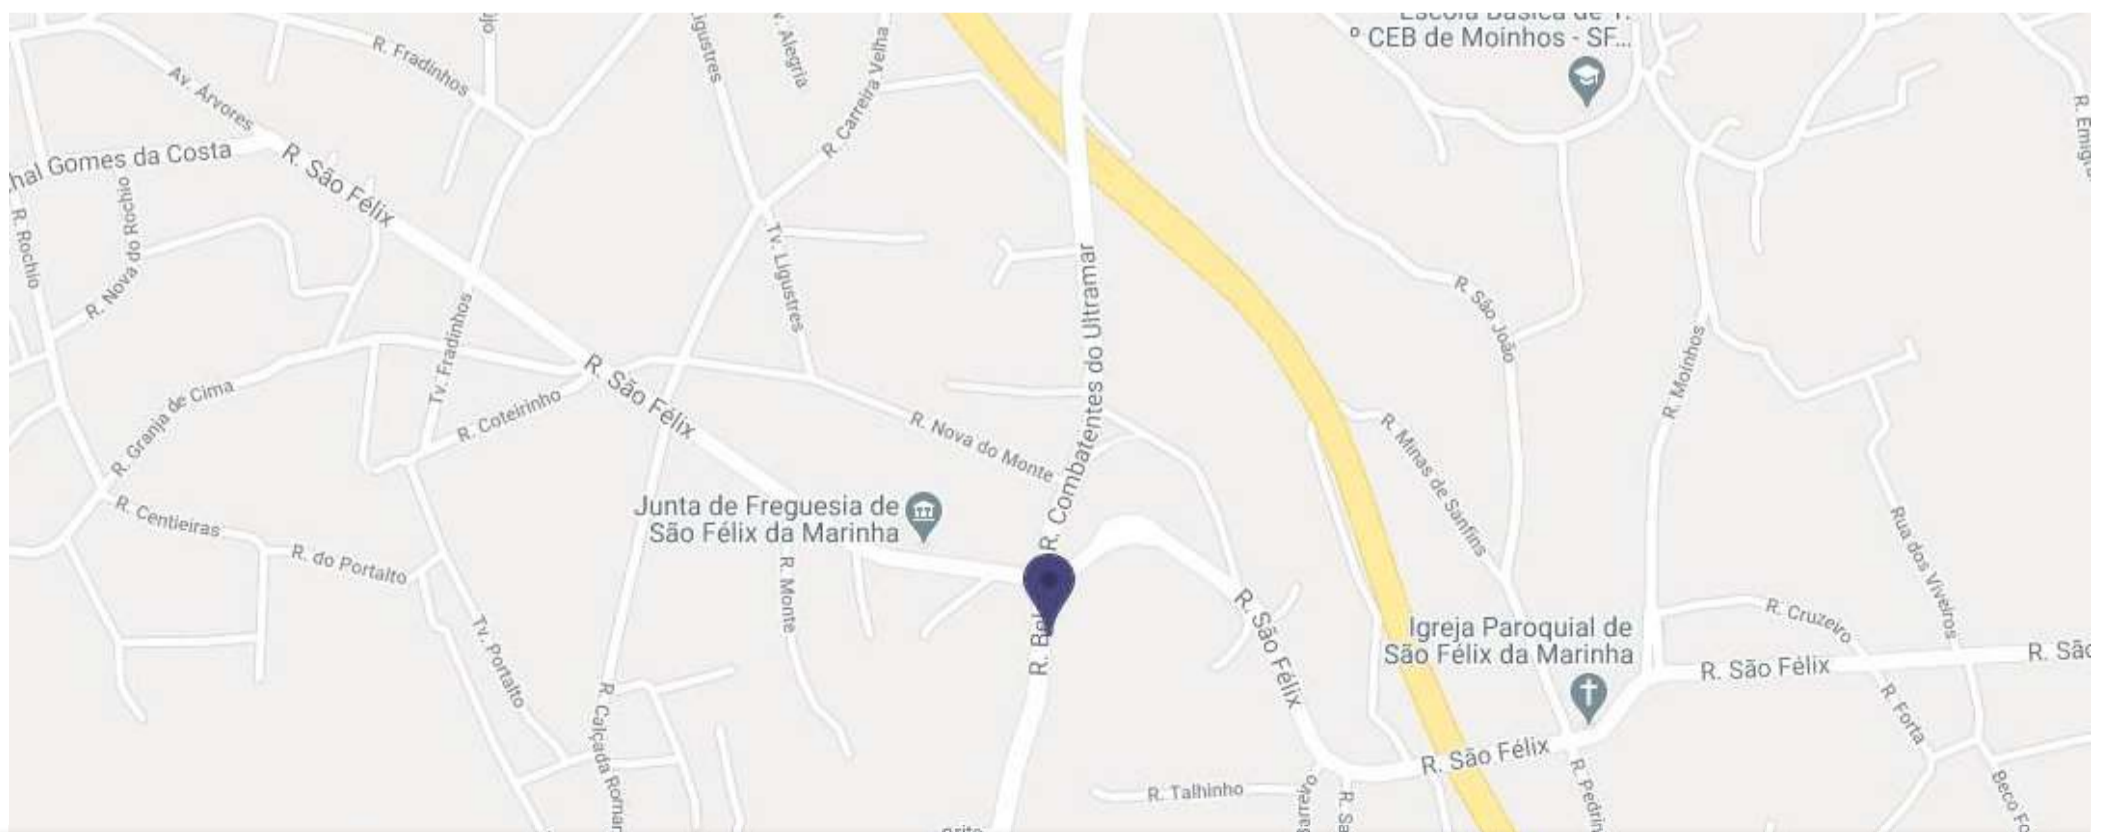 º CEB de Moinhos - SF...
R. Fradinhos
Ligustres
Alegria
R. Carreira Velha
Av. Árvores
R. Emig
hal Gomes da Costa
R. São Félix
R. Rochio
R. Nova do Rochio
Tv. Ligustres
R. Combatentes do Ultramar
R. São João
R. Moinhos
Tv. Fradinhos
R. Granja de Cima
R. Coteirinho
R. São Félix
R. Nova do Monte
R. Minas de Sanfins
R. Centieiras
R. do Portalto
Junta de Freguesia de
São Félix da Marinha
R. Monte
Rua dos Viveiros
R. São Félix
Igreja Paroquial de
São Félix da Marinha
R. Cruzeiro
Tv. Portalto
R.
R. São Félix
R. São
R. Calçada Roman
R. Forta
R. São Félix
R. Talhinho
R. Sa
R. Pedrin
Beco Fo